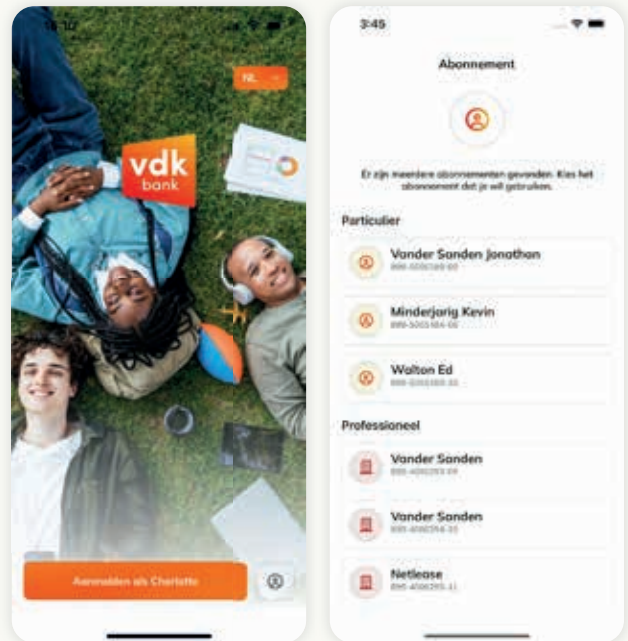 NL
vdk
bank
Aanmelden als Charlotte
3:45
Abonnement
Er zijn meerdere abonnementen gevonden. Kies het
abonnement dat je wil gebruiken.
Particulier
Vander Sanden Jonathan
Minderjarig Kevin
Walton Ed
Professioneel
Vander Sanden
Vander Sanden
Netlease